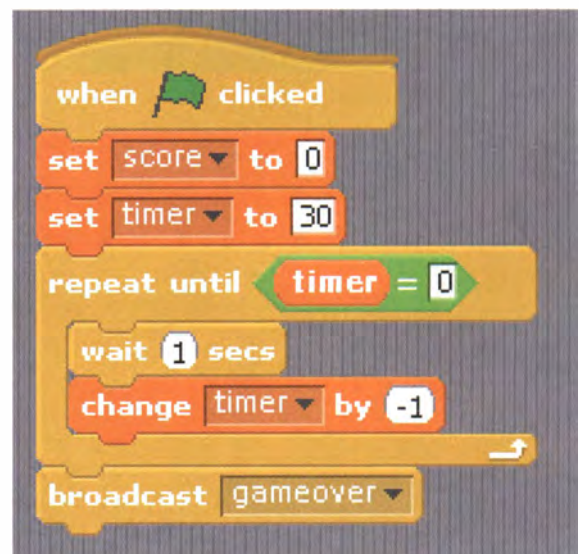 when clicked
set score to 0
set timer to 30
repeat until timer = 0
wait 1 secs
change timer by -1
broadcast gameover